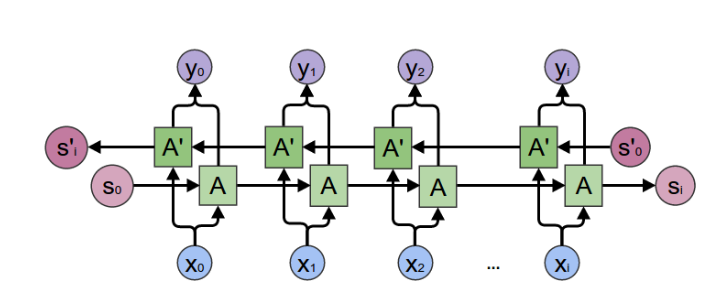 y₀ y₁ y₂ yᵢ
s'ᵢ A' A' A' A' s'₀
s₀ A A A A sᵢ
x₀ x₁ x₂ ... xᵢ